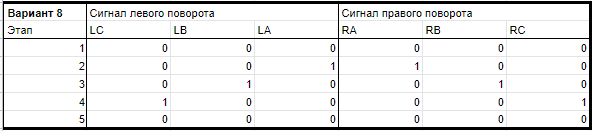 Вариант 8 Сигнал левого поворота Сигнал правого поворота
Этап LC LB LA RA RB RC
1 0 0 0 0 0 0
2 0 0 1 1 0 0
3 0 1 0 0 1 0
4 1 0 0 0 0 1
5 0 0 0 0 0 0